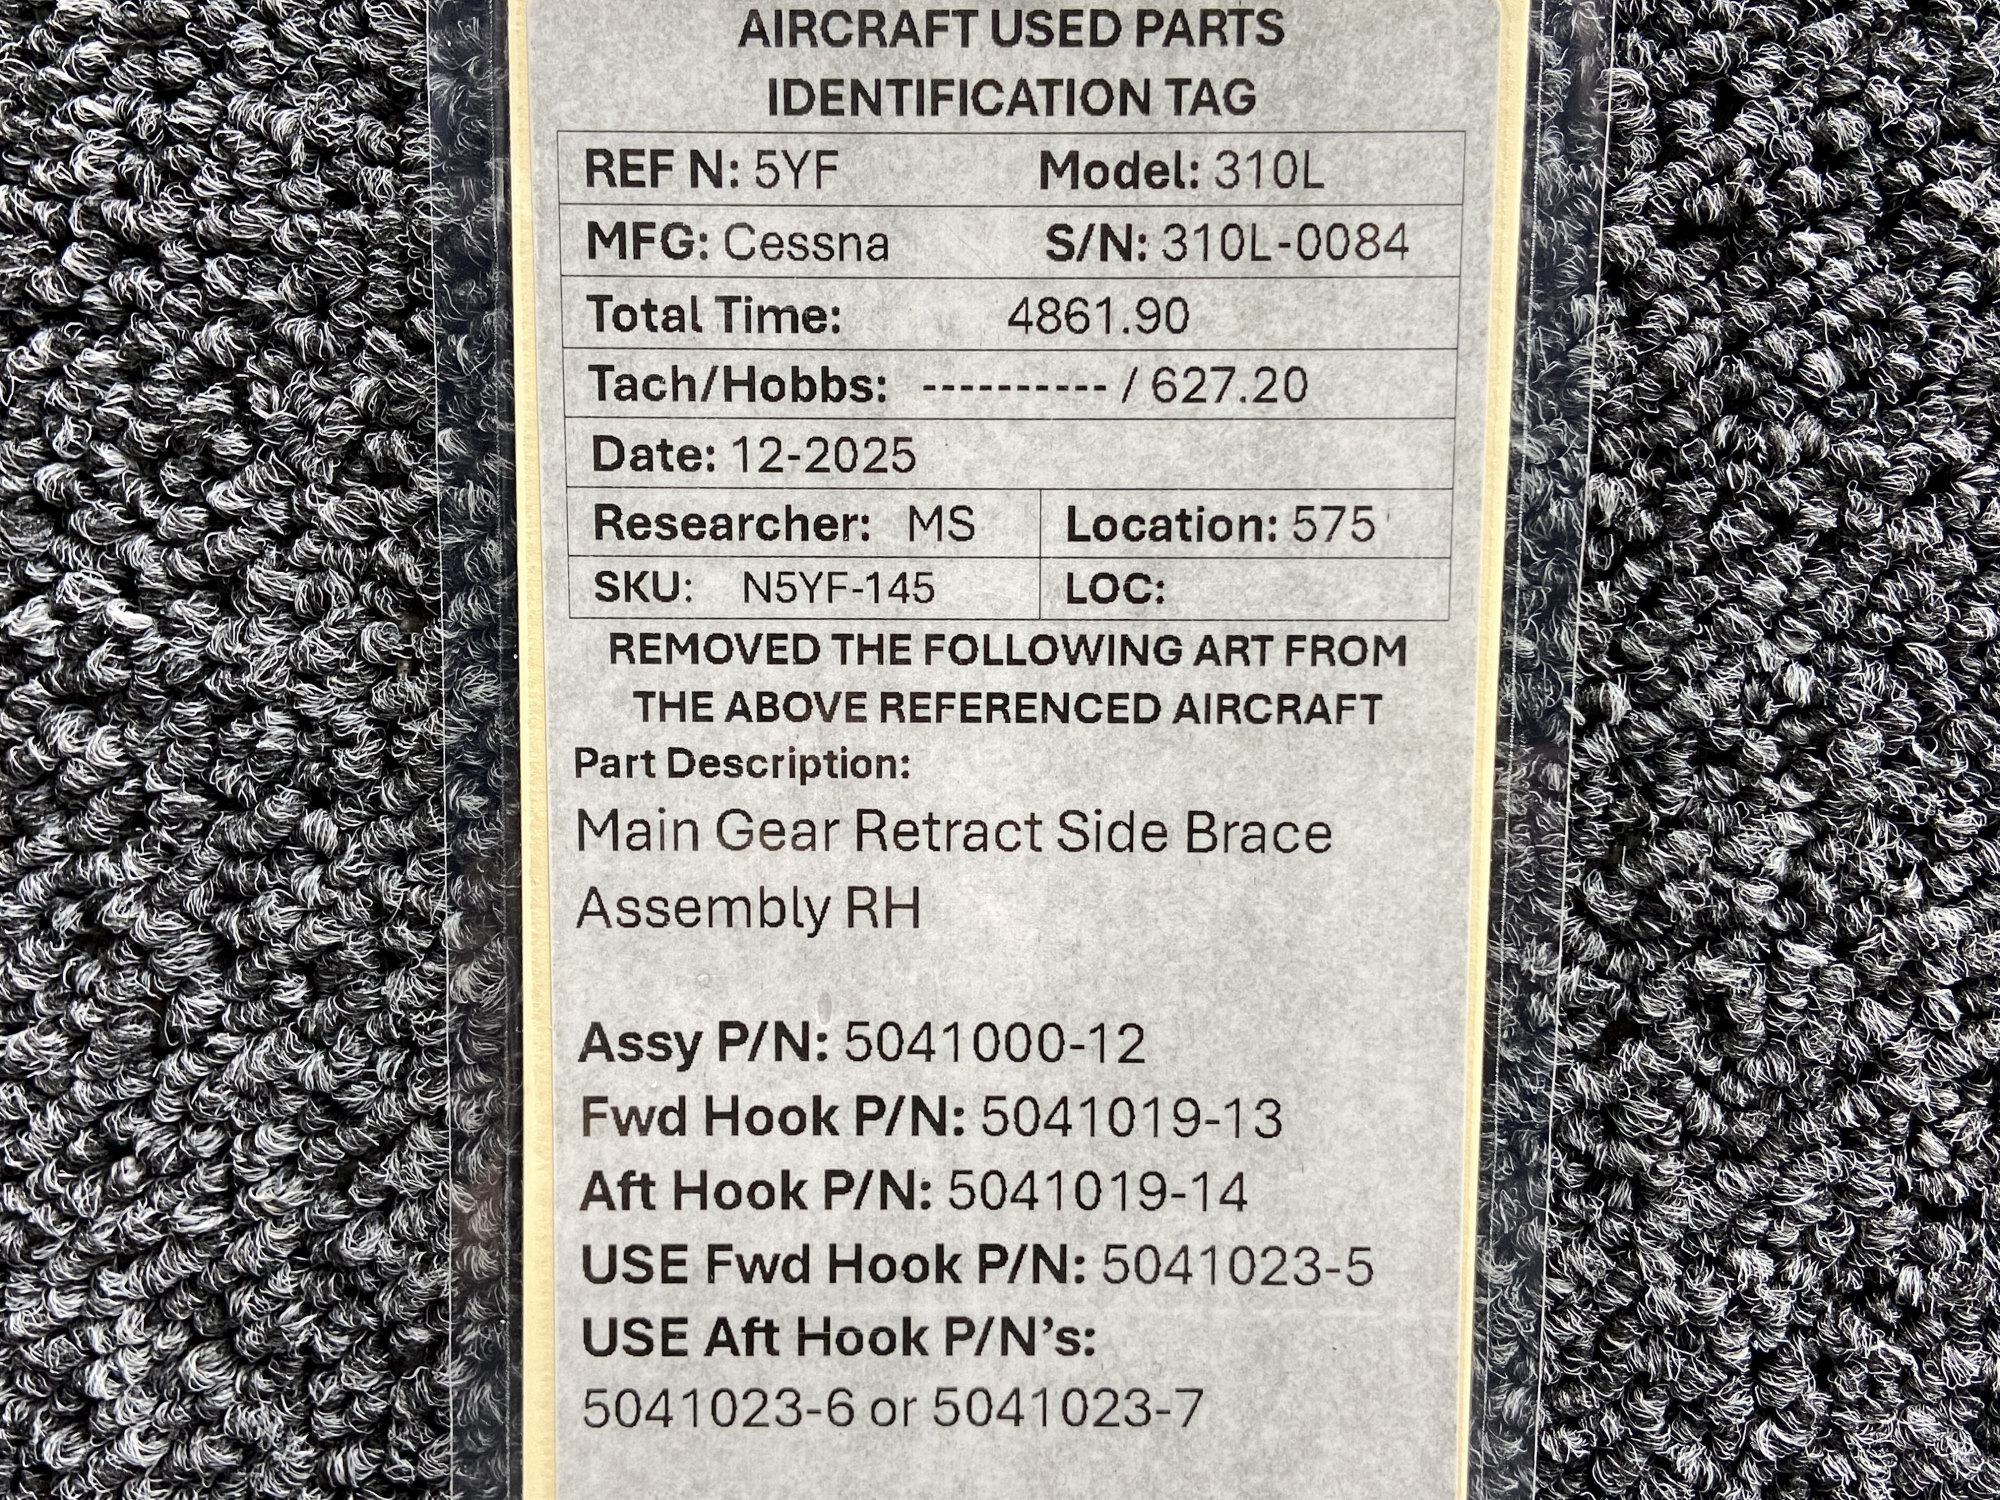 AIRCRAFT USED PARTS
IDENTIFICATION TAG
REF N: 5YF Model: 310L
MFG: Cessna S/N: 310L-0084
Total Time: 4861.90
Tach/Hobbs: ---------- / 627.20
Date: 12-2025
Researcher: MS Location: 575
SKU: N5YF-145 LOC:
REMOVED THE FOLLOWING ART FROM
THE ABOVE REFERENCED AIRCRAFT
Part Description:
Main Gear Retract Side Brace
Assembly RH
Assy P/N: 5041000-12
Fwd Hook P/N: 5041019-13
Aft Hook P/N: 5041019-14
USE Fwd Hook P/N: 5041023-5
USE Aft Hook P/N’s:
5041023-6 or 5041023-7